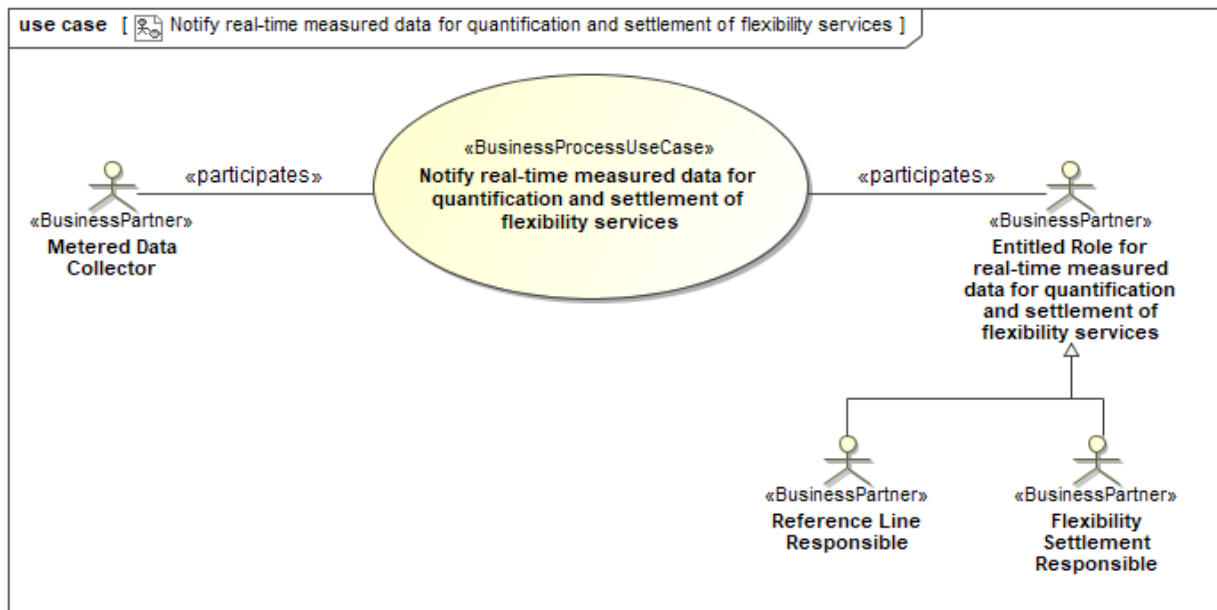 use case [ Notify real-time measured data for quantification and settlement of flexibility services ]
«BusinessProcessUseCase»
Notify real-time measured data for
quantification and settlement of
flexibility services
«participates»
«participates»
«BusinessPartner»
Metered Data
Collector
«BusinessPartner»
Entitled Role for
real-time measured
data for quantification
and settlement of
flexibility services
«BusinessPartner»
Reference Line
Responsible
«BusinessPartner»
Flexibility
Settlement
Responsible